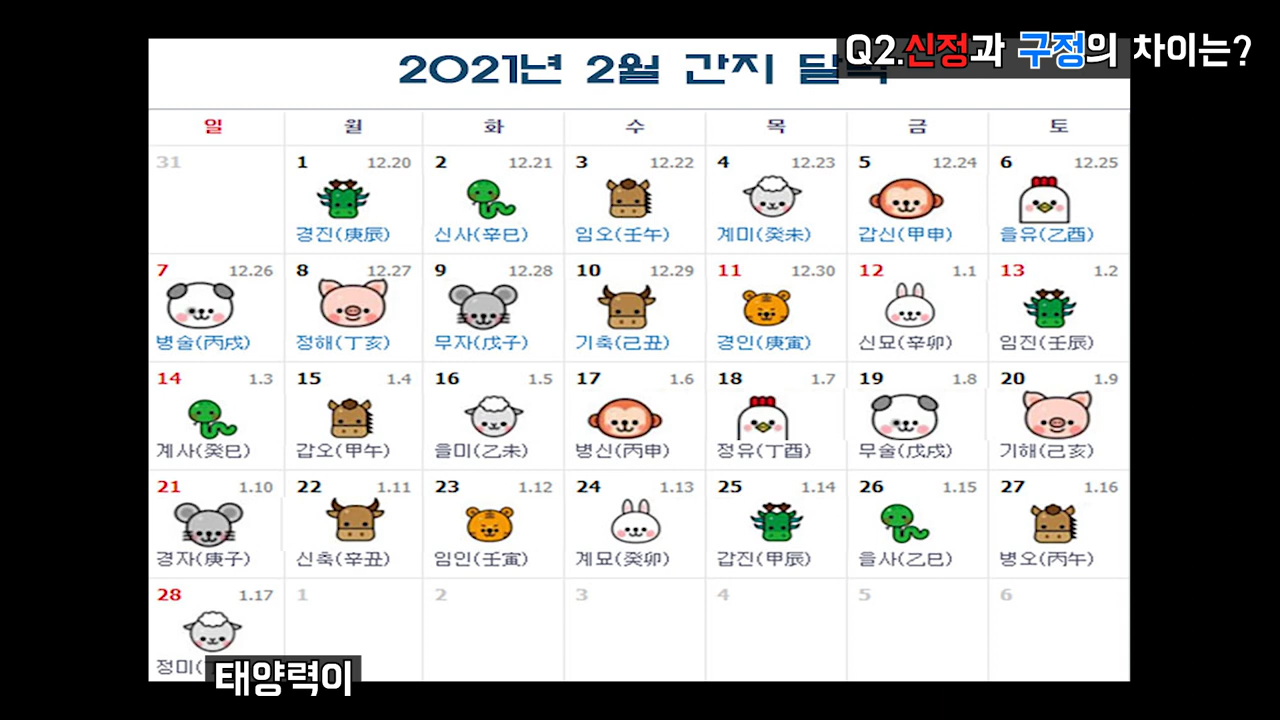 Q2.신정과 구정의 차이는?
2021년 2월 간지 달력
일 월 화 수 목 금 토
31 1 12.20 2 12.21 3 12.22 4 12.23 5 12.24 6 12.25
경진(庚辰) 신사(辛巳) 임오(壬午) 계미(癸未) 갑신(甲申) 을유(乙酉)
7 12.26 8 12.27 9 12.28 10 12.29 11 12.30 12 1.1 13 1.2
병술(丙戌) 정해(丁亥) 무자(戊子) 기축(己丑) 경인(庚寅) 신묘(辛卯) 임진(壬辰)
14 1.3 15 1.4 16 1.5 17 1.6 18 1.7 19 1.8 20 1.9
계사(癸巳) 갑오(甲午) 을미(乙未) 병신(丙申) 정유(丁酉) 무술(戊戌) 기해(己亥)
21 1.10 22 1.11 23 1.12 24 1.13 25 1.14 26 1.15 27 1.16
경자(庚子) 신축(辛丑) 임인(壬寅) 계묘(癸卯) 갑진(甲辰) 을사(乙巳) 병오(丙午)
28 1.17 1 2 3 4 5 6
정미(
태양력이